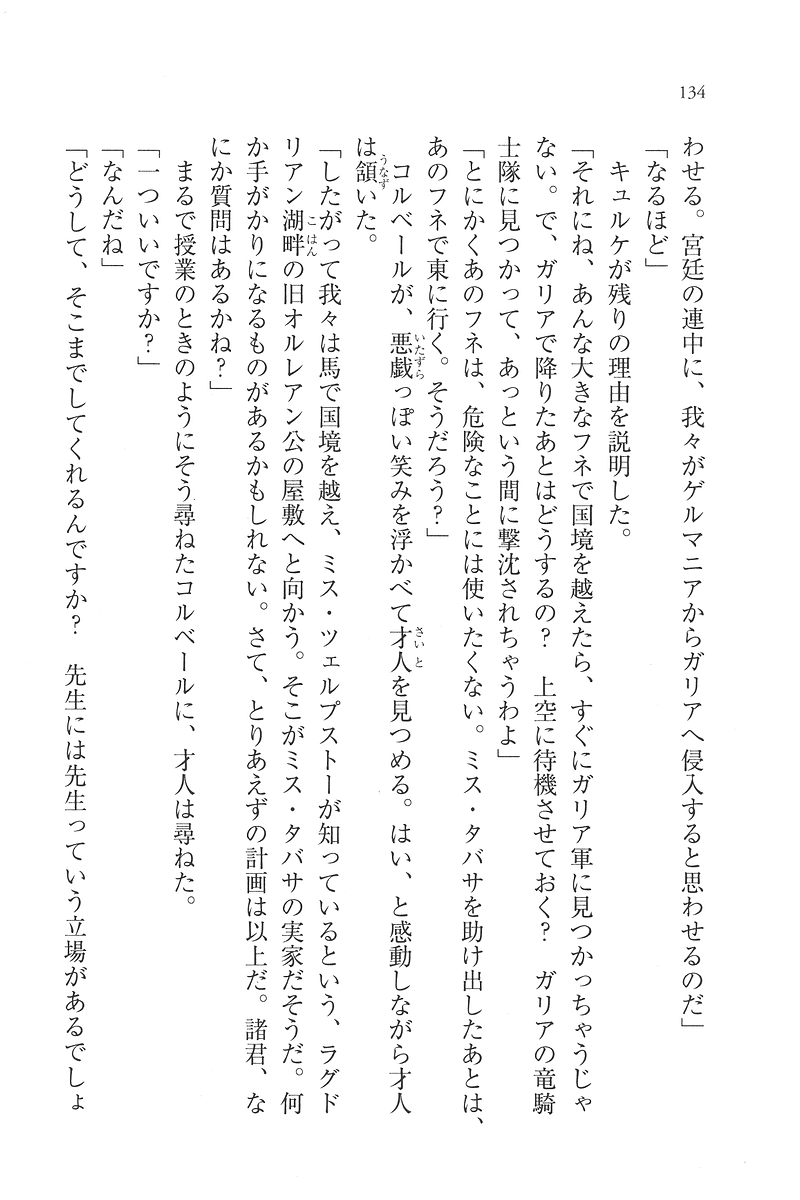 134
わせる。宮廷の連中に、我々がゲルマニアからガリアへ侵入すると思わせるのだ」
「なるほど」
キュルケが残りの理由を説明した。
「それにね、あんな大きなフネで国境を越えたら、すぐにガリア軍に見つかっちゃうじゃ
ない。で、ガリアで降りたあとはどうするの？　上空に待機させておく？　ガリアの竜騎
士隊に見つかって、あっという間に撃沈されちゃうわよ」
「とにかくあのフネは、危険なことには使いたくない。ミス・タバサを助け出したあとは、
あのフネで東に行く。そうだろう？」
コルベールが、悪戯っぽい笑みを浮かべて才人を見つめる。はい、と感動しながら才人
は頷いた。
「したがって我々は馬で国境を越え、ミス・ツェルプストーが知っているという、ラグド
リアン湖畔の旧オルレアン公の屋敷へと向かう。そこがミス・タバサの実家だそうだ。何
か手がかりになるものがあるかもしれない。さて、とりあえずの計画は以上だ。諸君、な
にか質問はあるかね？」
まるで授業のときのようにそう尋ねたコルベールに、才人は尋ねた。
「一ついいですか？」
「なんだね」
「どうして、そこまでしてくれるんですか？　先生には先生っていう立場があるでしょ